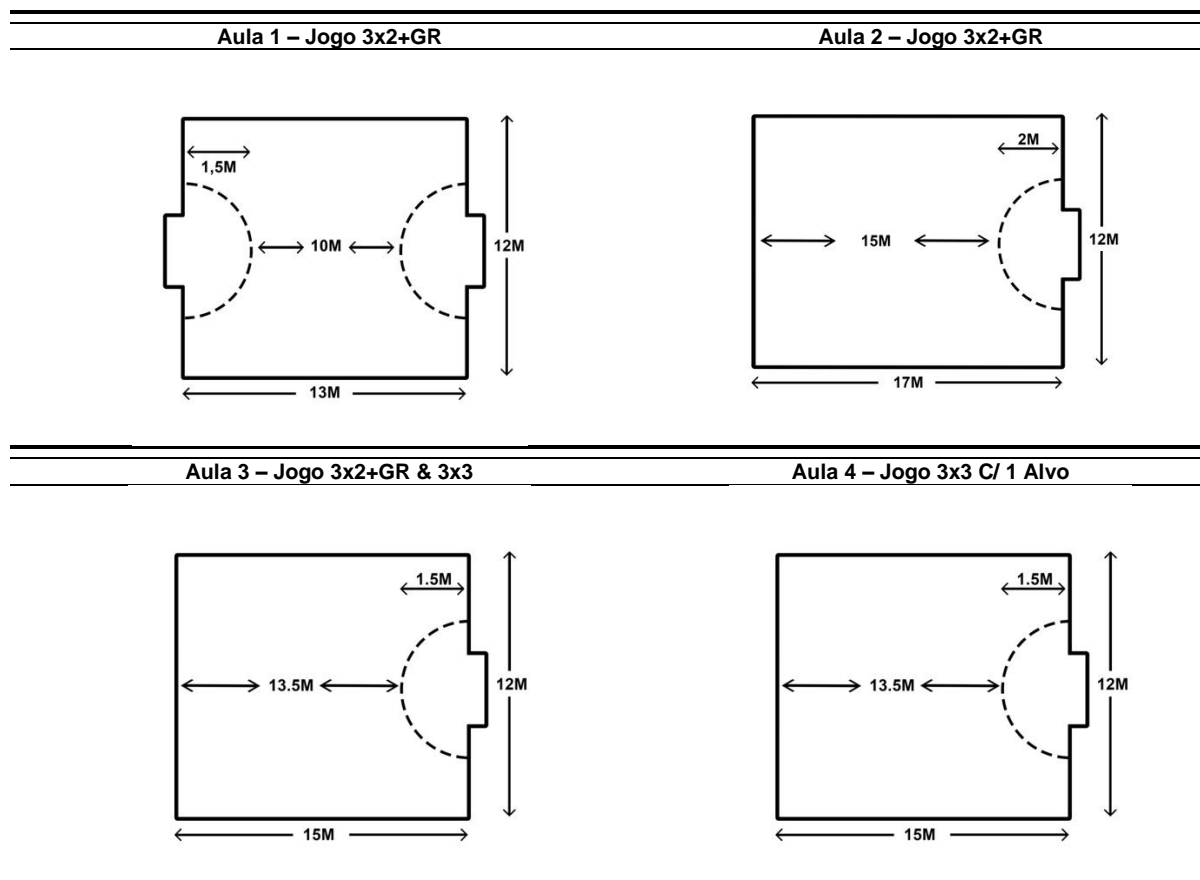 Aula 1 – Jogo 3x2+GR
1,5M
10M
12M
13M
Aula 2 – Jogo 3x2+GR
2M
15M
12M
17M
Aula 3 – Jogo 3x2+GR & 3x3
1.5M
13.5M
12M
15M
Aula 4 – Jogo 3x3 C/ 1 Alvo
1.5M
13.5M
12M
15M